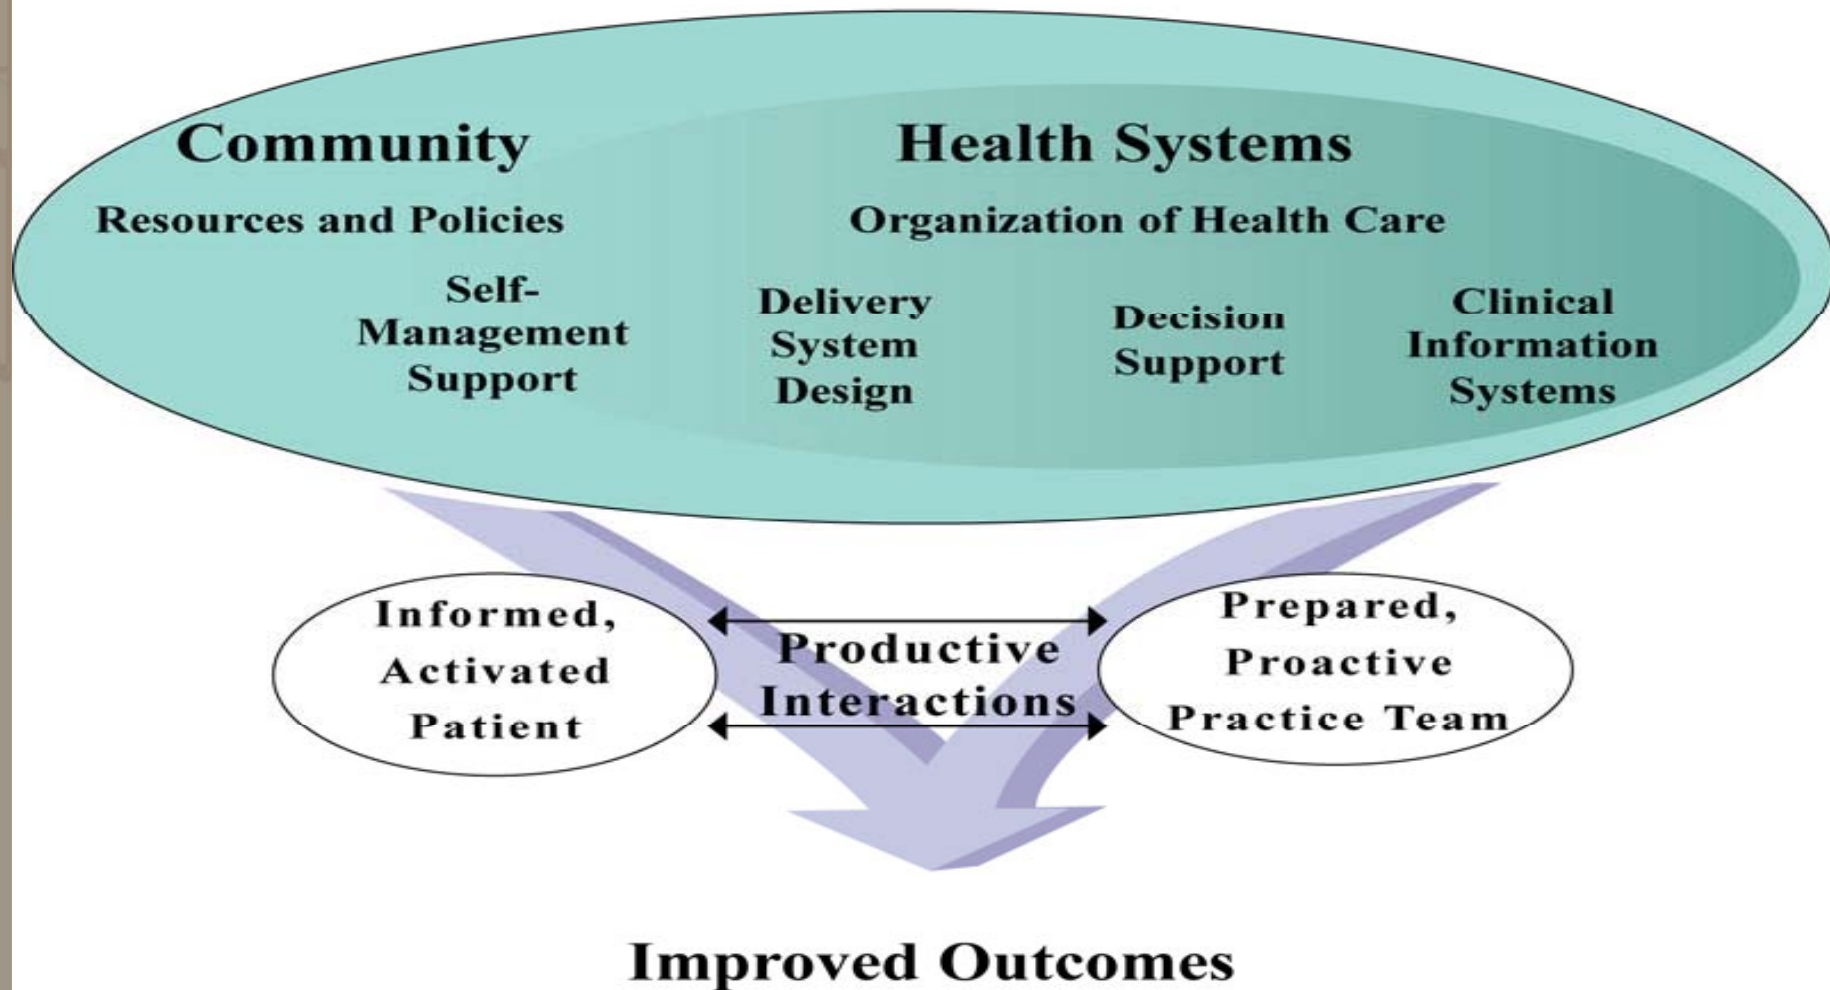 Community
Resources and Policies
Health Systems
Organization of Health Care
Self-
Management
Support
Delivery
System
Design
Decision
Support
Clinical
Information
Systems
Informed,
Activated
Patient
Productive
Interactions
Prepared,
Proactive
Practice Team
Improved Outcomes